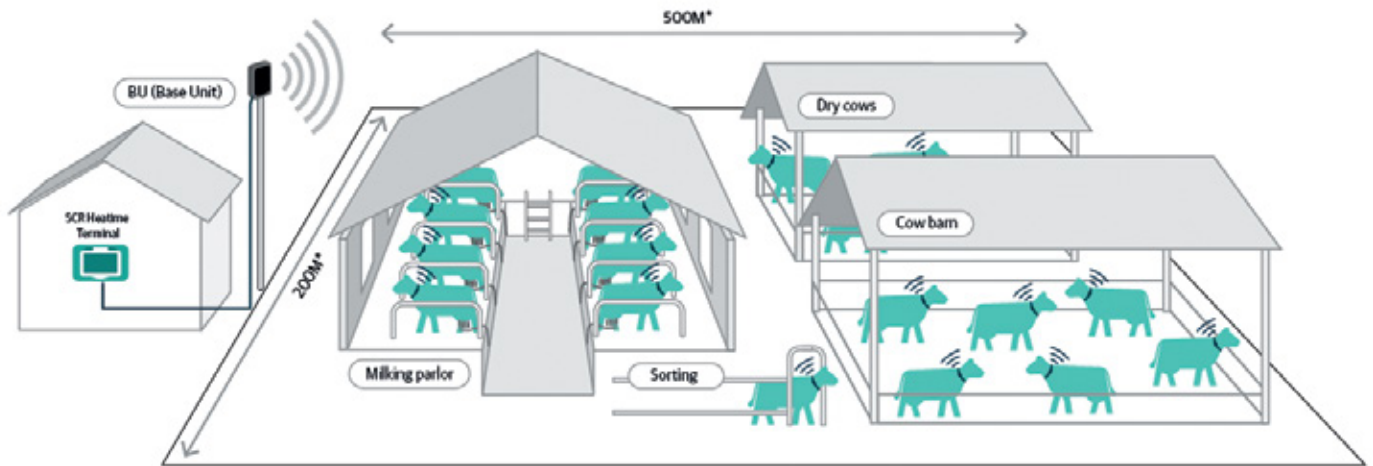 500M*
BU (Base Unit)
Dry cows
SCR Heatime
Terminal
Cow barn
200M*
Milking parlor
Sorting